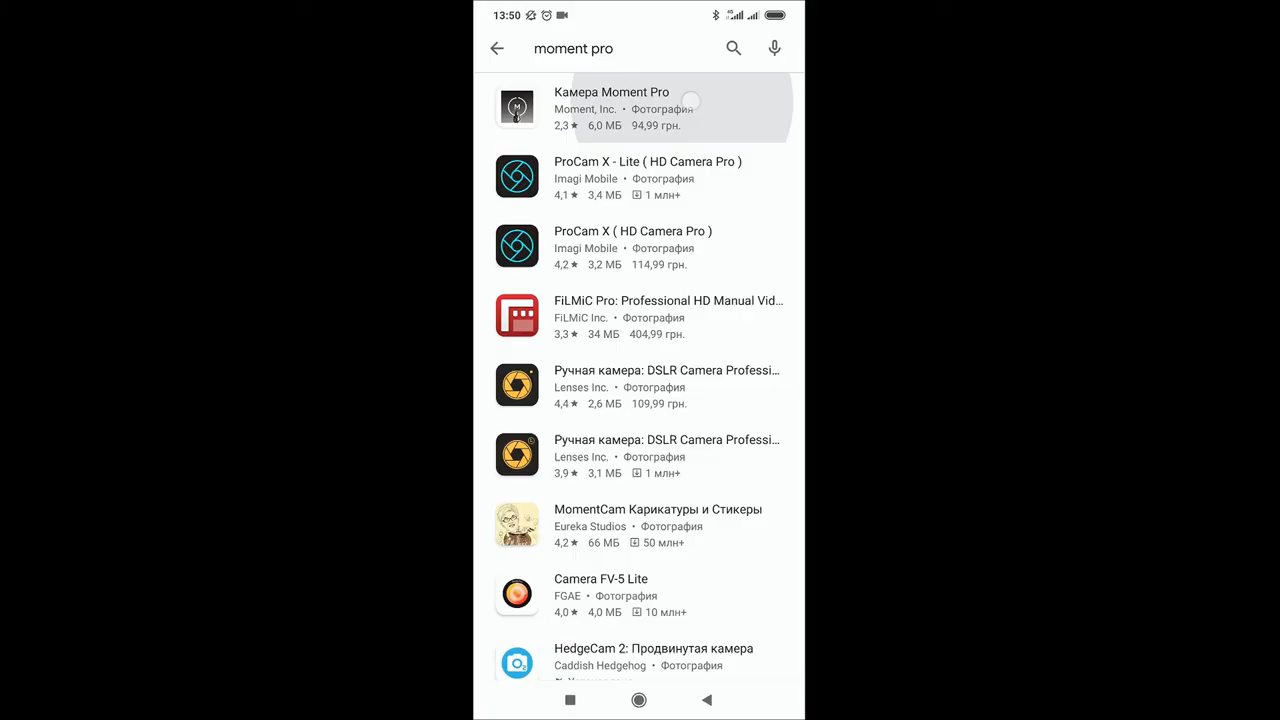 13:50
moment pro
Камера Moment Pro
Moment, Inc. • Фотография
2,3★ 6,0 МБ 94,99 грн.
ProCam X - Lite ( HD Camera Pro )
Imagi Mobile • Фотография
4,1★ 3,4 МБ 1 млн+
ProCam X ( HD Camera Pro )
Imagi Mobile • Фотография
4,2★ 3,2 МБ 114,99 грн.
FiLMiC Pro: Professional HD Manual Vid...
FiLMiC Inc. • Фотография
3,3★ 34 МБ 404,99 грн.
Ручная камера: DSLR Camera Professi...
Lenses Inc. • Фотография
4,4★ 2,6 МБ 109,99 грн.
Ручная камера: DSLR Camera Professi...
Lenses Inc. • Фотография
3,9★ 3,1 МБ 1 млн+
MomentCam Карикатуры и Стикеры
Eureka Studios • Фотография
4,2★ 66 МБ 50 млн+
Camera FV-5 Lite
FGAE • Фотография
4,0★ 4,0 МБ 10 млн+
HedgeCam 2: Продвинутая камера
Caddish Hedgehog • Фотография